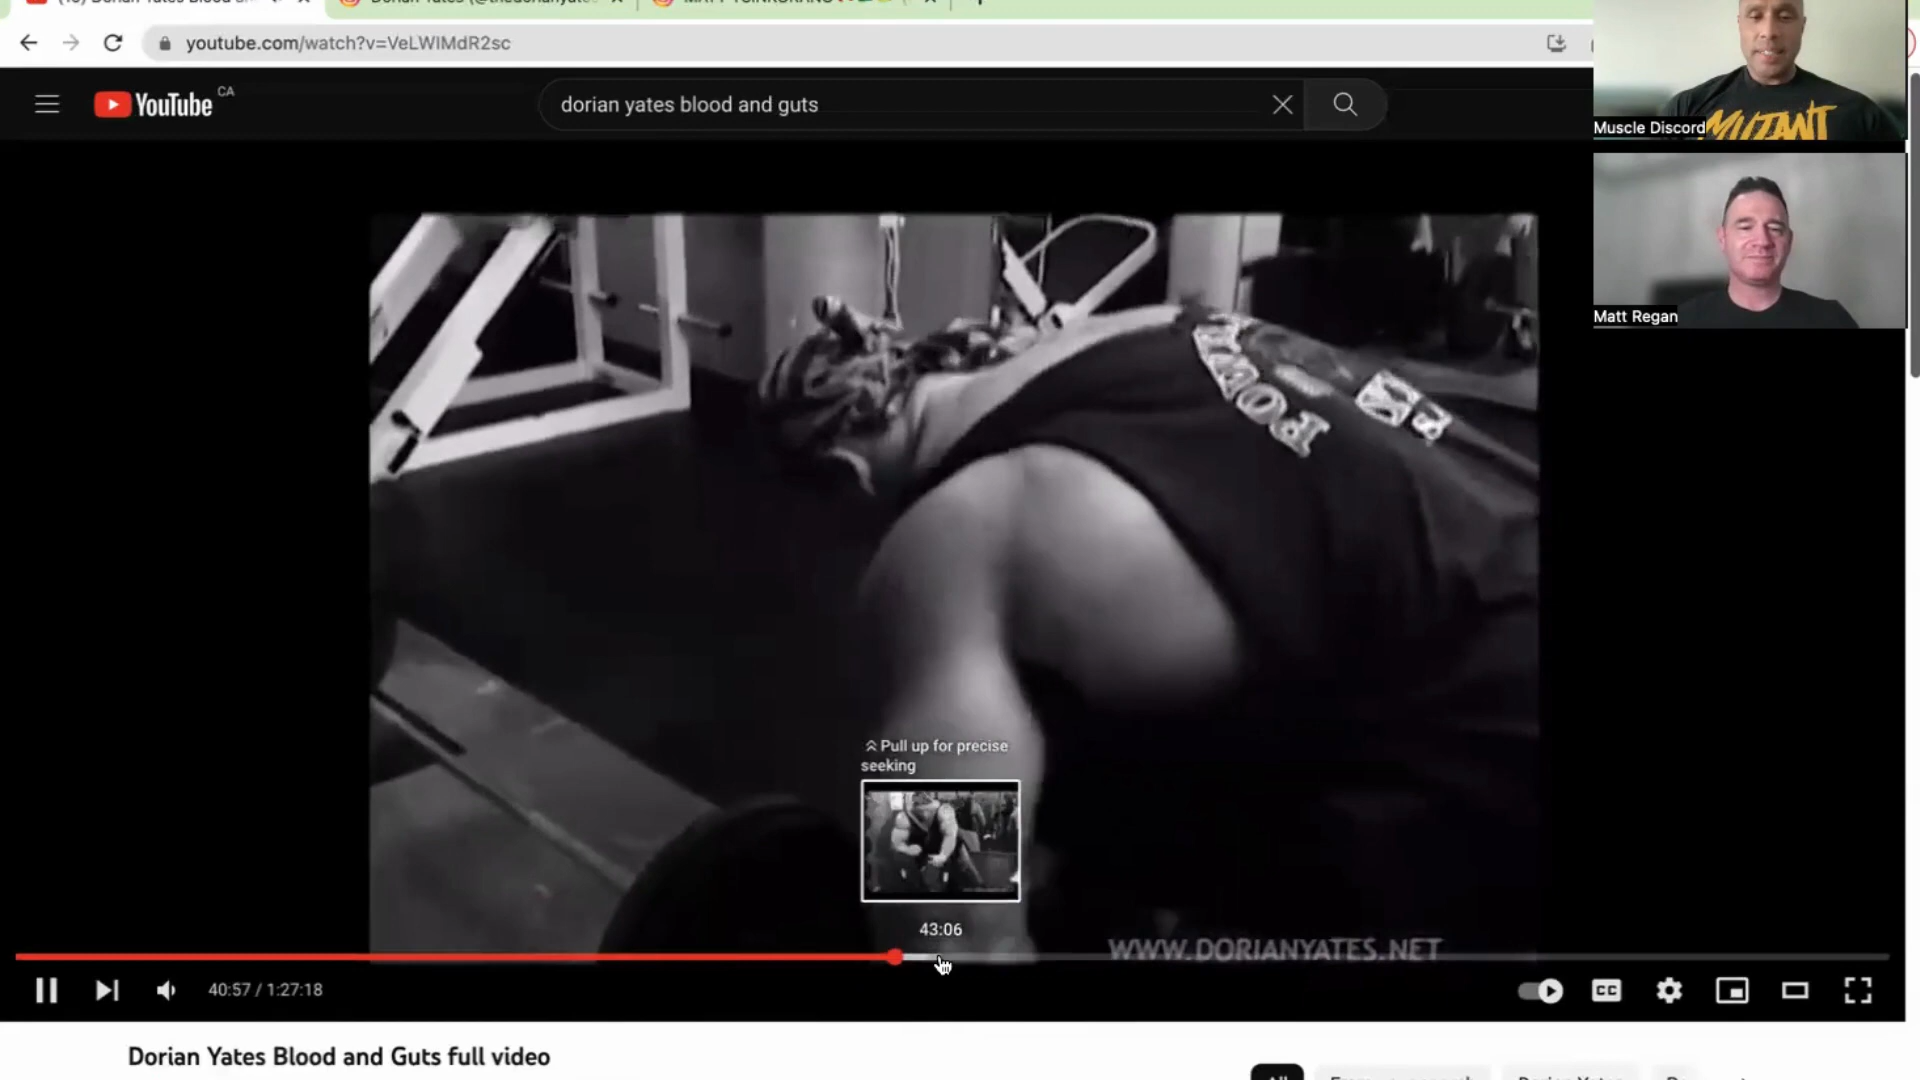 youtube.com/watch?v=VeLWIMdR2sc
YouTube CA
dorian yates blood and guts
MUTANT
Muscle Discord
Matt Regan
Pull up for precise
seeking
43:06
WWW.DORIANYATES.NET
40:57 / 1:27:18
CC
Dorian Yates Blood and Guts full video